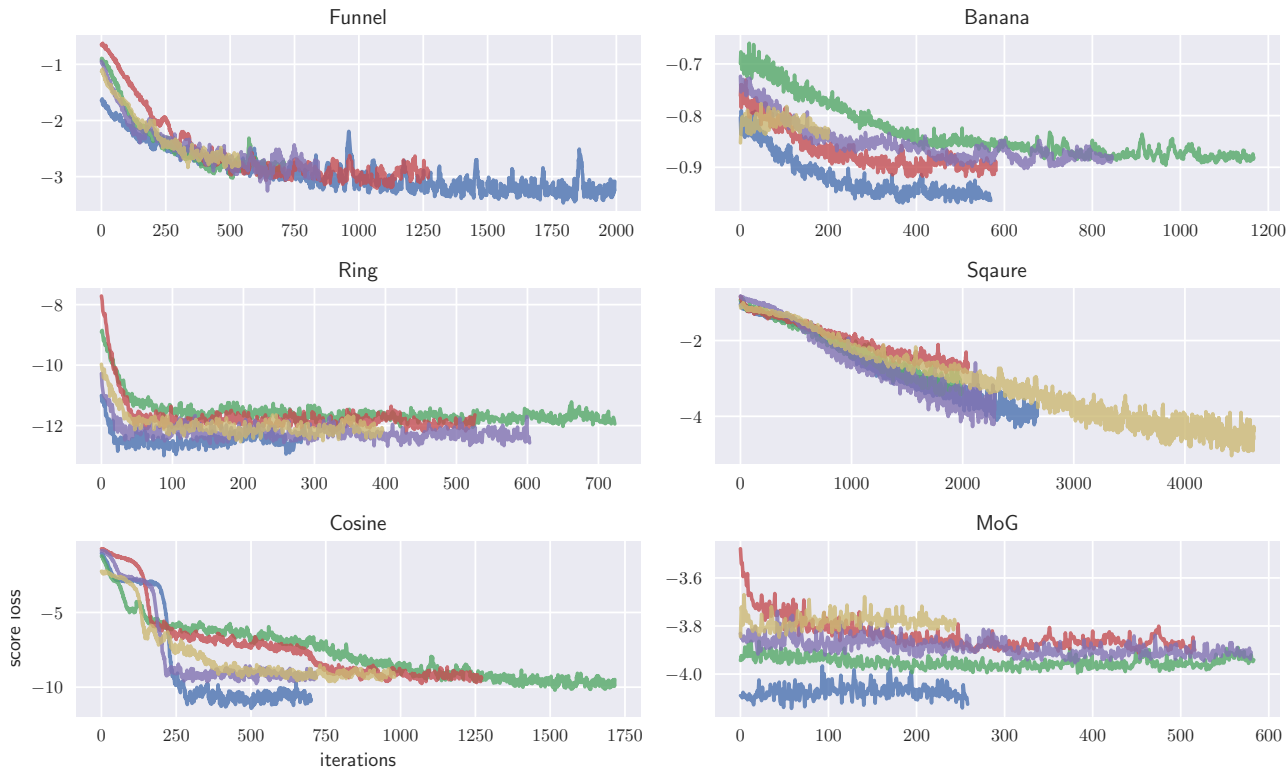 Funnel
−1
−2
−3
0 250 500 750 1000 1250 1500 1750 2000
Banana
−0.7
−0.8
−0.9
0 200 400 600 800 1000 1200
Ring
−8
−10
−12
0 100 200 300 400 500 600 700
Sqaure
−2
−4
0 1000 2000 3000 4000
Cosine
−5
−10
0 250 500 750 1000 1250 1500 1750
score loss
iterations
MoG
−3.6
−3.8
−4.0
0 100 200 300 400 500 600